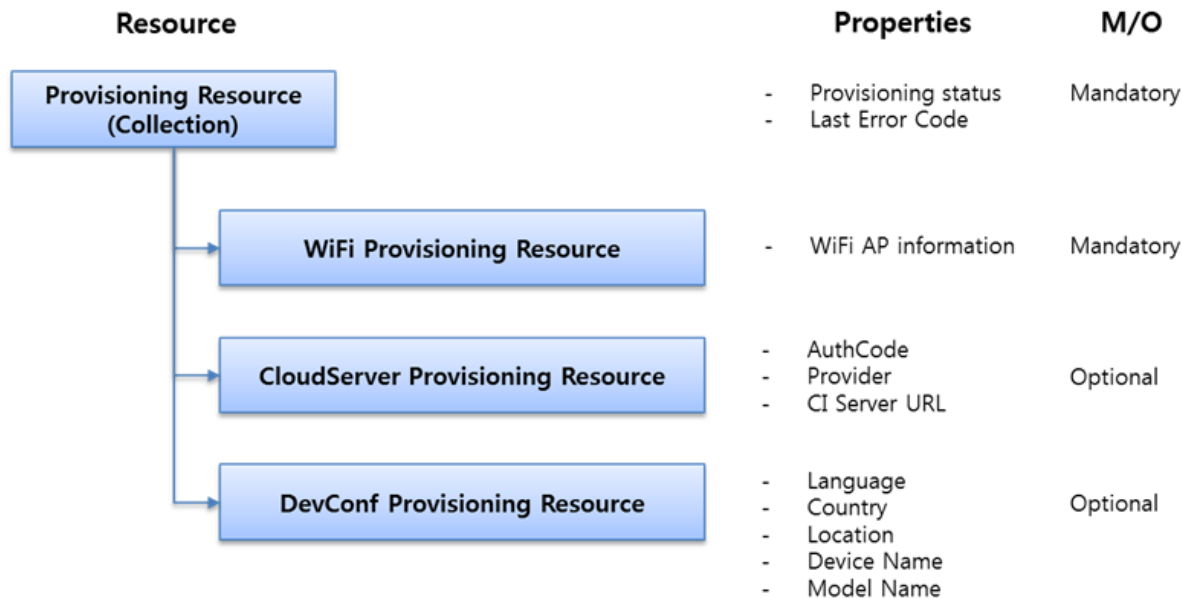 Resource Properties M/O
Provisioning Resource
(Collection)
- Provisioning status Mandatory
- Last Error Code
WiFi Provisioning Resource - WiFi AP information Mandatory
- AuthCode
CloudServer Provisioning Resource - Provider Optional
- CI Server URL
- Language
DevConf Provisioning Resource - Country Optional
- Location
- Device Name
- Model Name